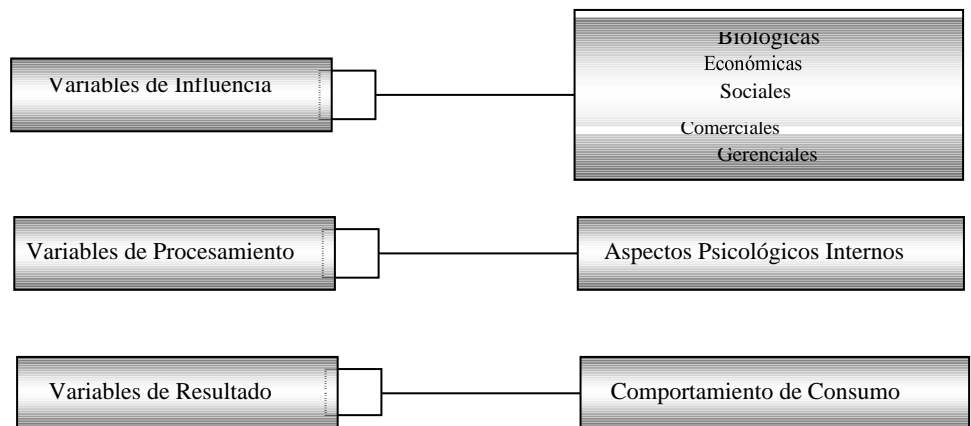 Variables de Influencia
Biológicas
Económicas
Sociales
Comerciales
Gerenciales
Variables de Procesamiento
Aspectos Psicológicos Internos
Variables de Resultado
Comportamiento de Consumo